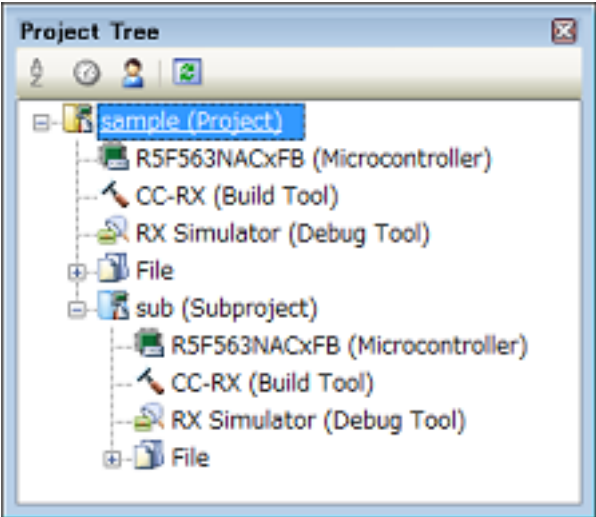 Project Tree
sample (Project)
R5F563NACxFB (Microcontroller)
CC-RX (Build Tool)
RX Simulator (Debug Tool)
File
sub (Subproject)
R5F563NACxFB (Microcontroller)
CC-RX (Build Tool)
RX Simulator (Debug Tool)
File